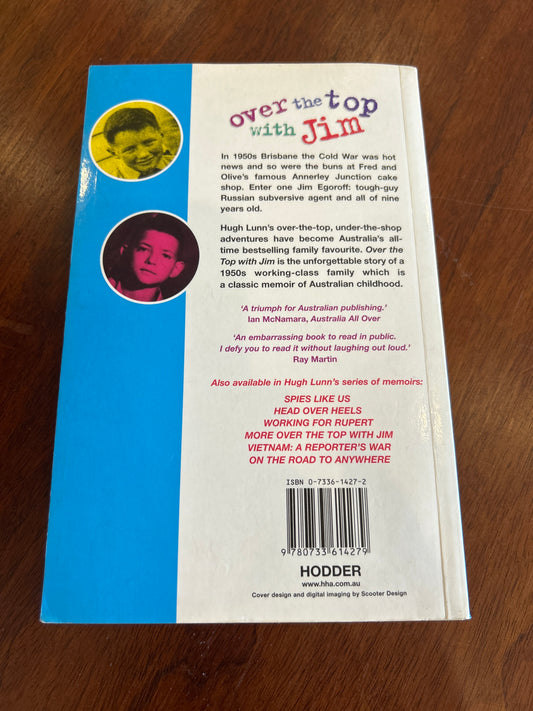 over the top
with Jim
In 1950s Brisbane the Cold War was hot
news and so were the buns at Fred and
Olive's famous Annerley Junction cake
shop. Enter one Jim Egoroff: tough-guy
Russian subversive agent and all of nine
years old.
Hugh Lunn's over-the-top, under-the-shop
adventures have become Australia's all-
time bestselling family favourite. Over the
Top with Jim is the unforgettable story of a
1950s working-class family which is
a classic memoir of Australian childhood.
'A triumph for Australian publishing.'
Ian McNamara, Australia All Over
'An embarrassing book to read in public.
I defy you to read it without laughing out loud.'
Ray Martin
Also available in Hugh Lunn's series of memoirs:
SPIES LIKE US
HEAD OVER HEELS
WORKING FOR RUPERT
MORE OVER THE TOP WITH JIM
VIETNAM: A REPORTER'S WAR
ON THE ROAD TO ANYWHERE
ISBN 0-7336-1427-2
9 780733 614279
HODDER
www.hha.com.au
Cover design and digital imaging by Scooter Design